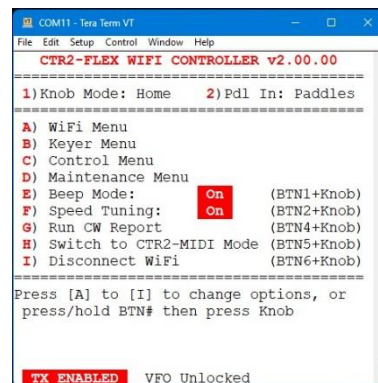 COM11 - Tera Term VT
File Edit Setup Control Window Help
CTR2-FLEX WIFI CONTROLLER v2.00.00
==========================================
1)Knob Mode: Home 2)Pdl In: Paddles
==========================================
A) WiFi Menu
B) Keyer Menu
C) Control Menu
D) Maintenance Menu
E) Beep Mode: On (BTN1+Knob)
F) Speed Tuning: On (BTN2+Knob)
G) Run CW Report (BTN4+Knob)
H) Switch to CTR2-MIDI Mode (BTN5+Knob)
I) Disconnect WiFi (BTN6+Knob)
==========================================
Press [A] to [I] to change options, or
press/hold BTN# then press Knob
TX ENABLED VFO Unlocked